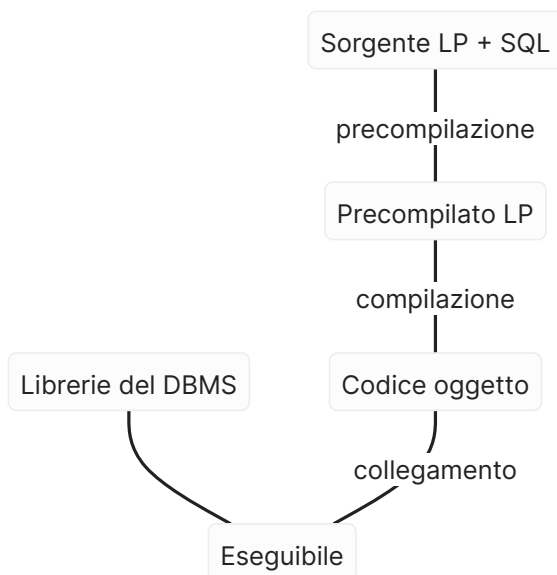 Sorgente LP + SQL
precompilazione
Precompilato LP
compilazione
Librerie del DBMS
Codice oggetto
collegamento
Eseguibile